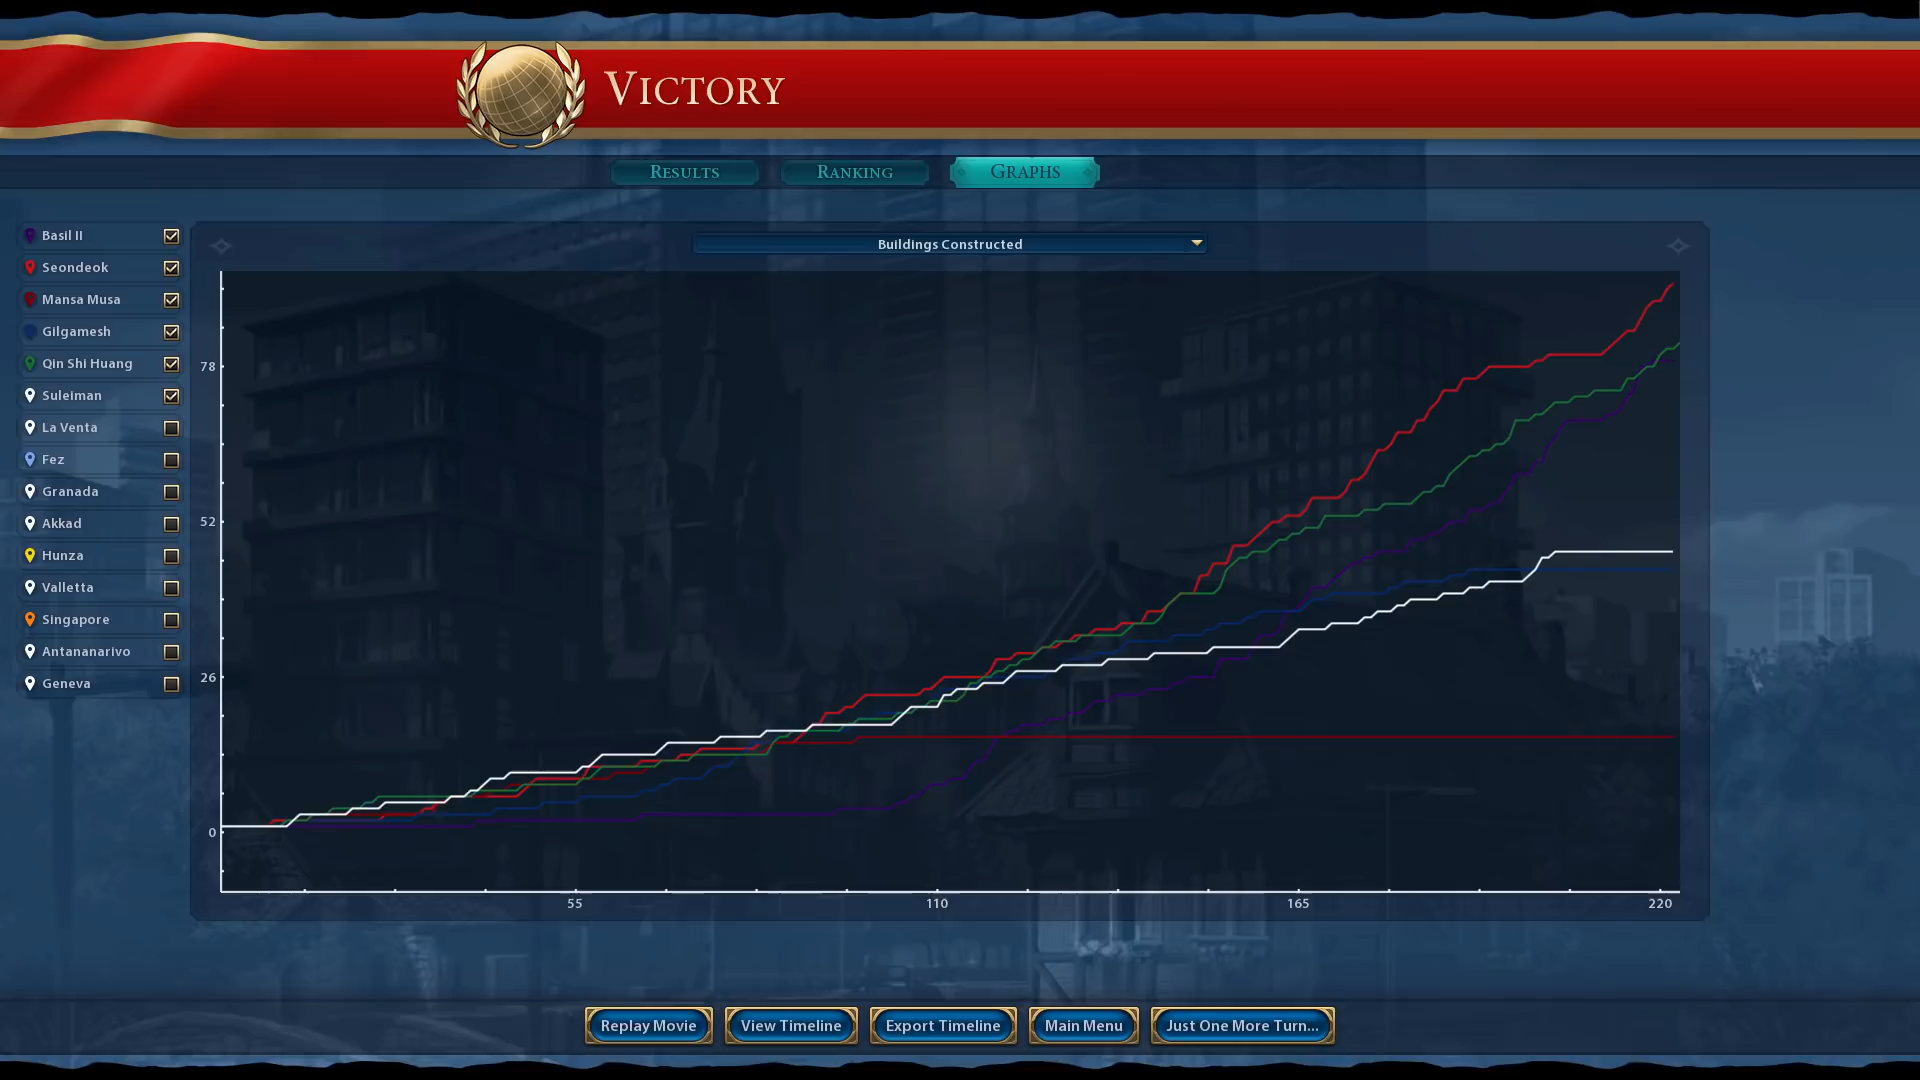 Victory
Results
Ranking
Graphs
Basil II
Seondeok
Mansa Musa
Gilgamesh
Qin Shi Huang
Suleiman
La Venta
Fez
Granada
Akkad
Hunza
Valletta
Singapore
Antananarivo
Geneva
Buildings Constructed
78
52
26
0
55 110 165 220
Replay Movie
View Timeline
Export Timeline
Main Menu
Just One More Turn...